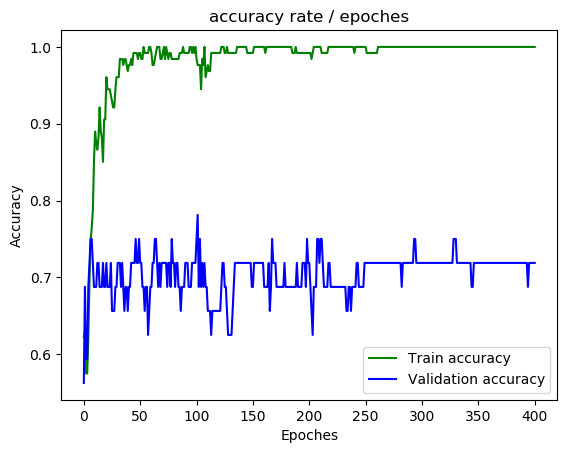 accuracy rate / epoches
1.0
0.9
0.8
0.7
0.6
Accuracy
0 50 100 150 200 250 300 350 400
Epoches
Train accuracy
Validation accuracy